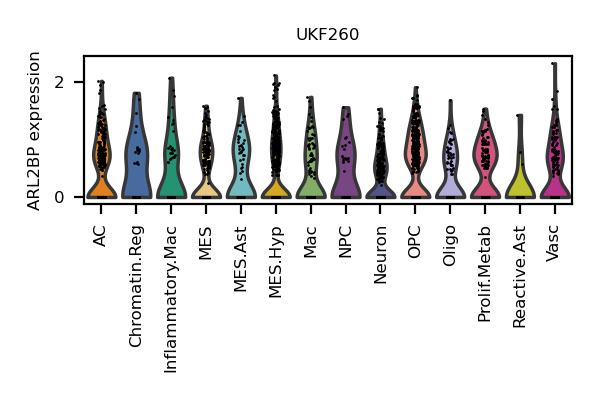 UKF260
ARL2BP expression
2
0
AC
Chromatin.Reg
Inflammatory.Mac
MES
MES.Ast
MES.Hyp
Mac
NPC
Neuron
OPC
Oligo
Prolif.Metab
Reactive.Ast
Vasc